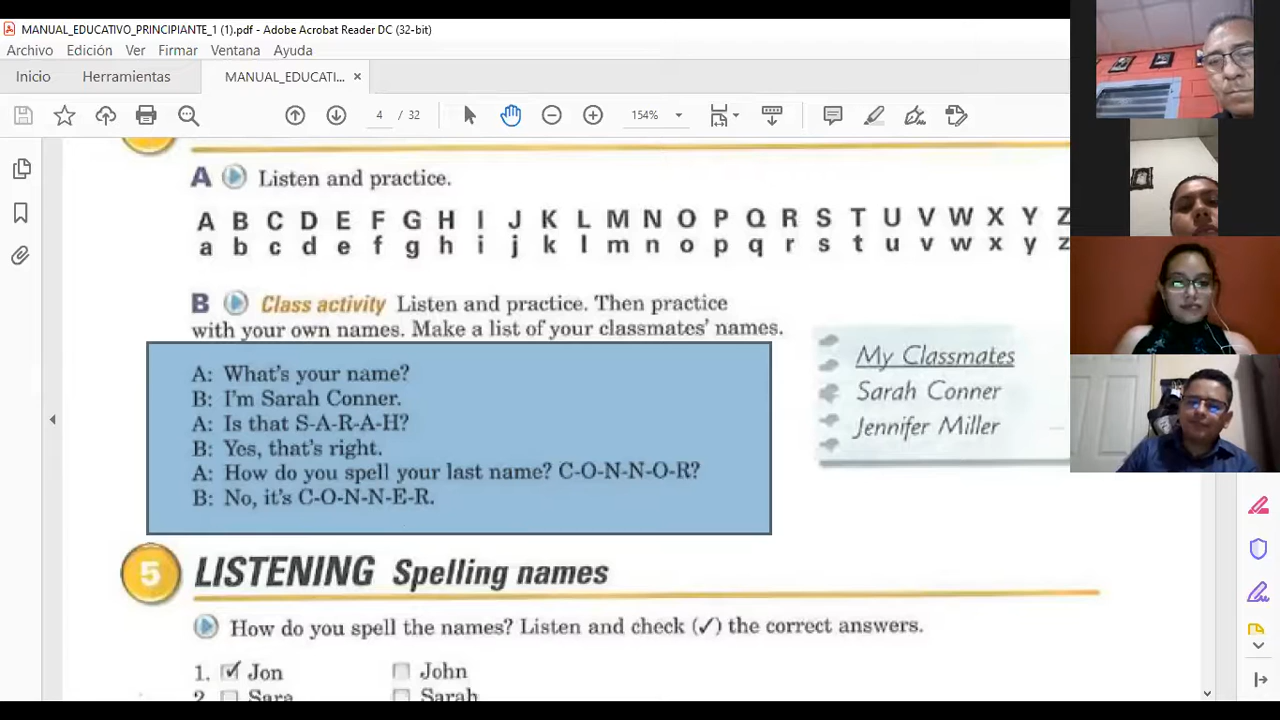 MANUAL_EDUCATIVO_PRINCIPIANTE_1 (1).pdf - Adobe Acrobat Reader DC (32-bit)
Archivo Edición Ver Firmar Ventana Ayuda
Inicio Herramientas MANUAL_EDUCATI... ×
4 / 32 154%
A Listen and practice.
A B C D E F G H I J K L M N O P Q R S T U V W X Y Z
a b c d e f g h i j k l m n o p q r s t u v w x y z
B Class activity Listen and practice. Then practice
with your own names. Make a list of your classmates' names.
A: What's your name?
B: I'm Sarah Conner.
A: Is that S-A-R-A-H?
B: Yes, that's right.
A: How do you spell your last name? C-O-N-N-O-R?
B: No, it's C-O-N-N-E-R.
My Classmates
Sarah Conner
Jennifer Miller
5 LISTENING Spelling names
How do you spell the names? Listen and check (✓) the correct answers.
1. Jon John
2. Sara Sarah